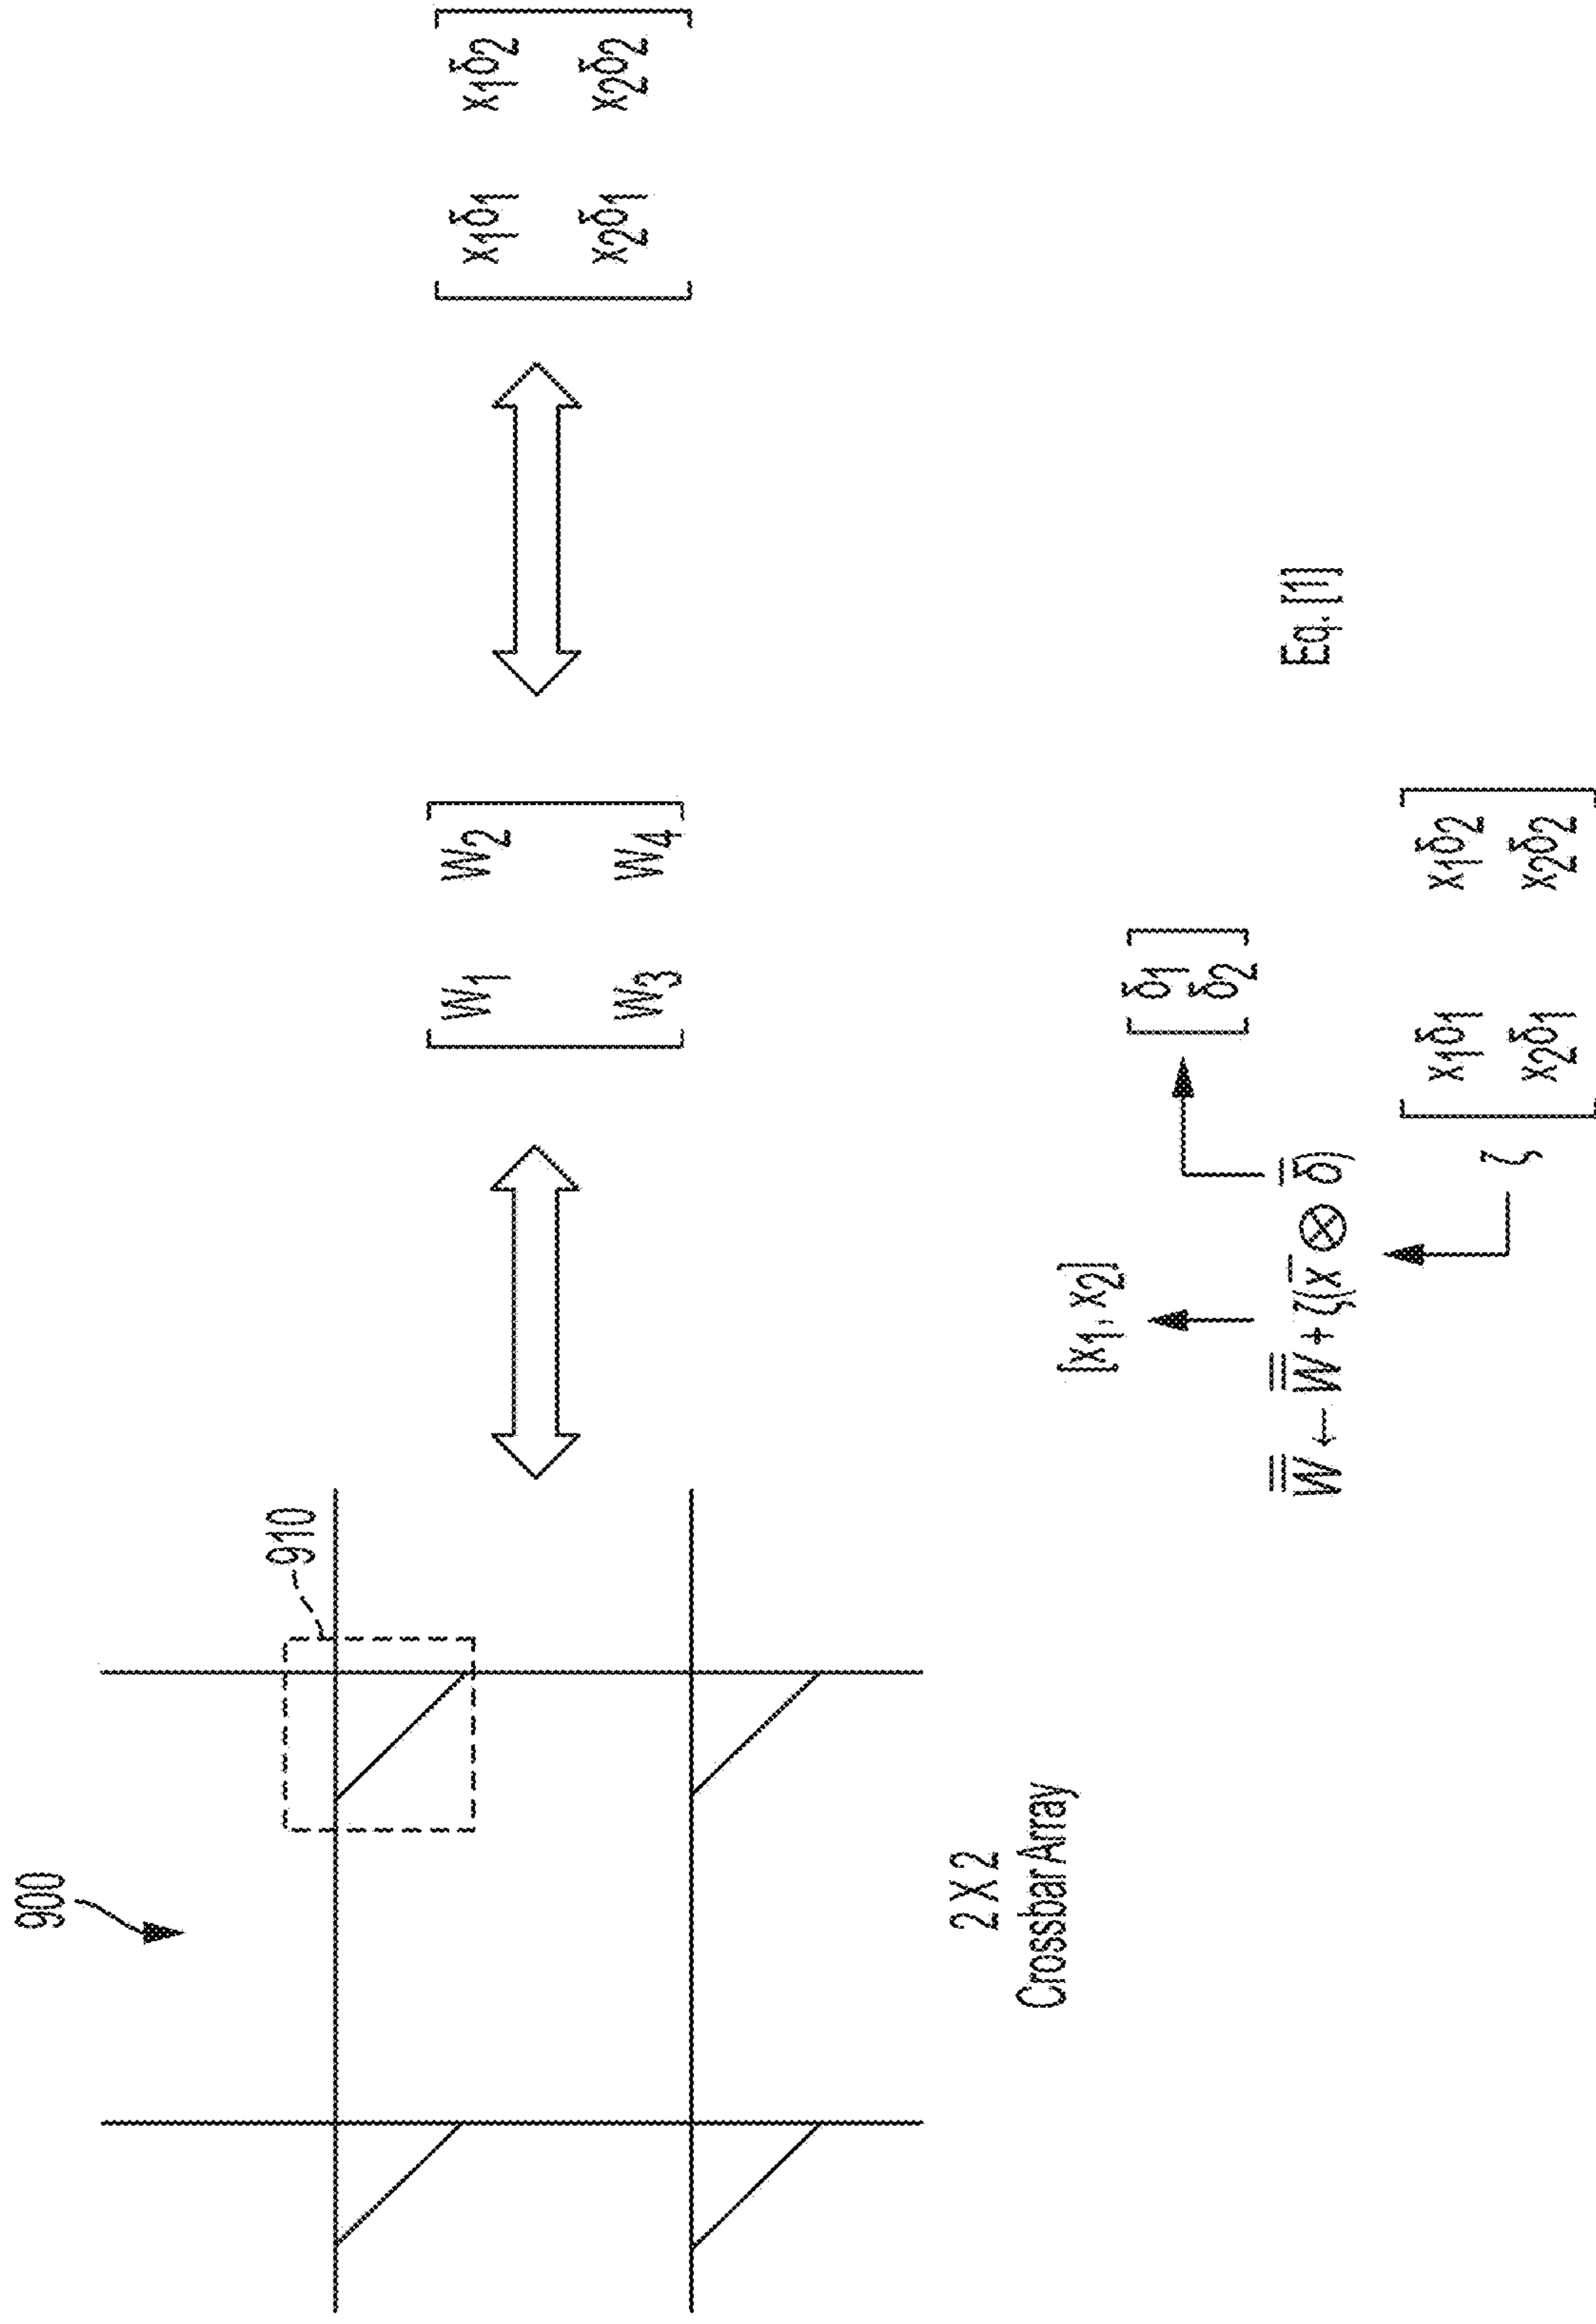 900
910
2 X 2
Crossbar Array
W1 W2
W3 W4
x1δ1 x1δ2
x2δ1 x2δ2
[x1, x2]
δ1
δ2
W̿ ← W̿ + ζ(x̅ ⊗ δ̅)
Eq. [1]
ζ
x1δ1 x1δ2
x2δ1 x2δ2